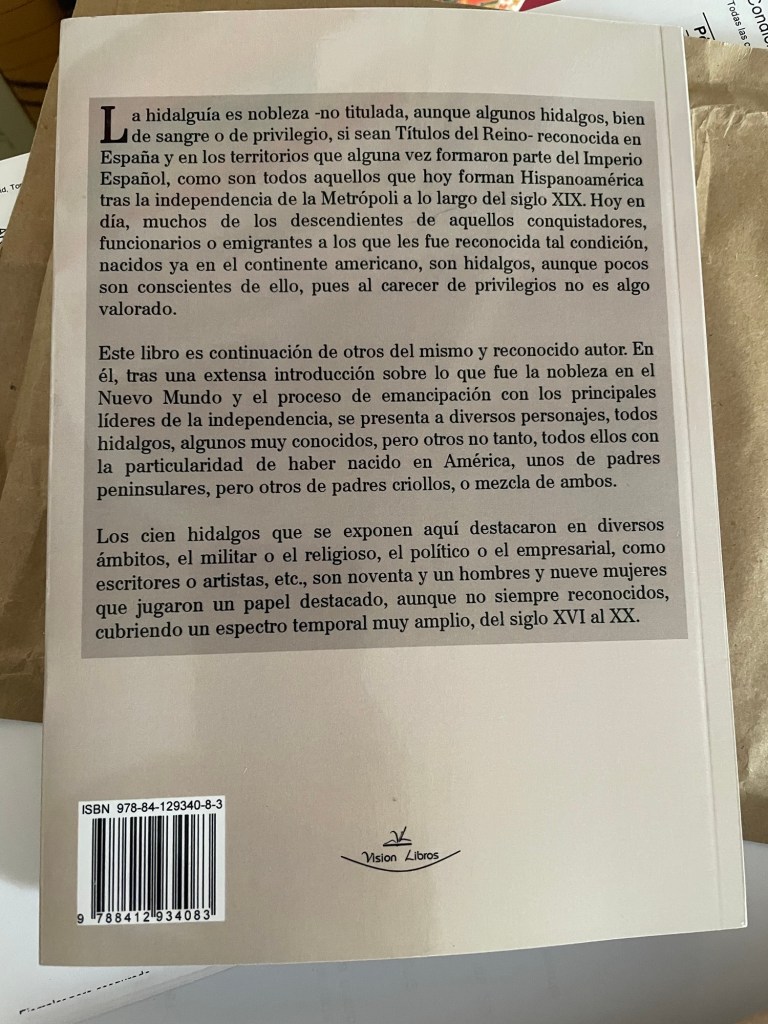 La hidalguía es nobleza -no titulada, aunque algunos hidalgos, bien
de sangre o de privilegio, si sean Títulos del Reino- reconocida en
España y en los territorios que alguna vez formaron parte del Imperio
Español, como son todos aquellos que hoy forman Hispanoamérica
tras la independencia de la Metrópoli a lo largo del siglo XIX. Hoy en
día, muchos de los descendientes de aquellos conquistadores,
funcionarios o emigrantes a los que les fue reconocida tal condición,
nacidos ya en el continente americano, son hidalgos, aunque pocos
son conscientes de ello, pues al carecer de privilegios no es algo
valorado.
Este libro es continuación de otros del mismo y reconocido autor. En
él, tras una extensa introducción sobre lo que fue la nobleza en el
Nuevo Mundo y el proceso de emancipación con los principales
líderes de la independencia, se presenta a diversos personajes, todos
hidalgos, algunos muy conocidos, pero otros no tanto, todos ellos con
la particularidad de haber nacido en América, unos de padres
peninsulares, pero otros de padres criollos, o mezcla de ambos.
Los cien hidalgos que se exponen aquí destacaron en diversos
ámbitos, el militar o el religioso, el político o el empresarial, como
escritores o artistas, etc., son noventa y un hombres y nueve mujeres
que jugaron un papel destacado, aunque no siempre reconocidos,
cubriendo un espectro temporal muy amplio, del siglo XVI al XX.
ISBN 978-84-129340-8-3
9 788412 934083
Vision Libros
Todas las c